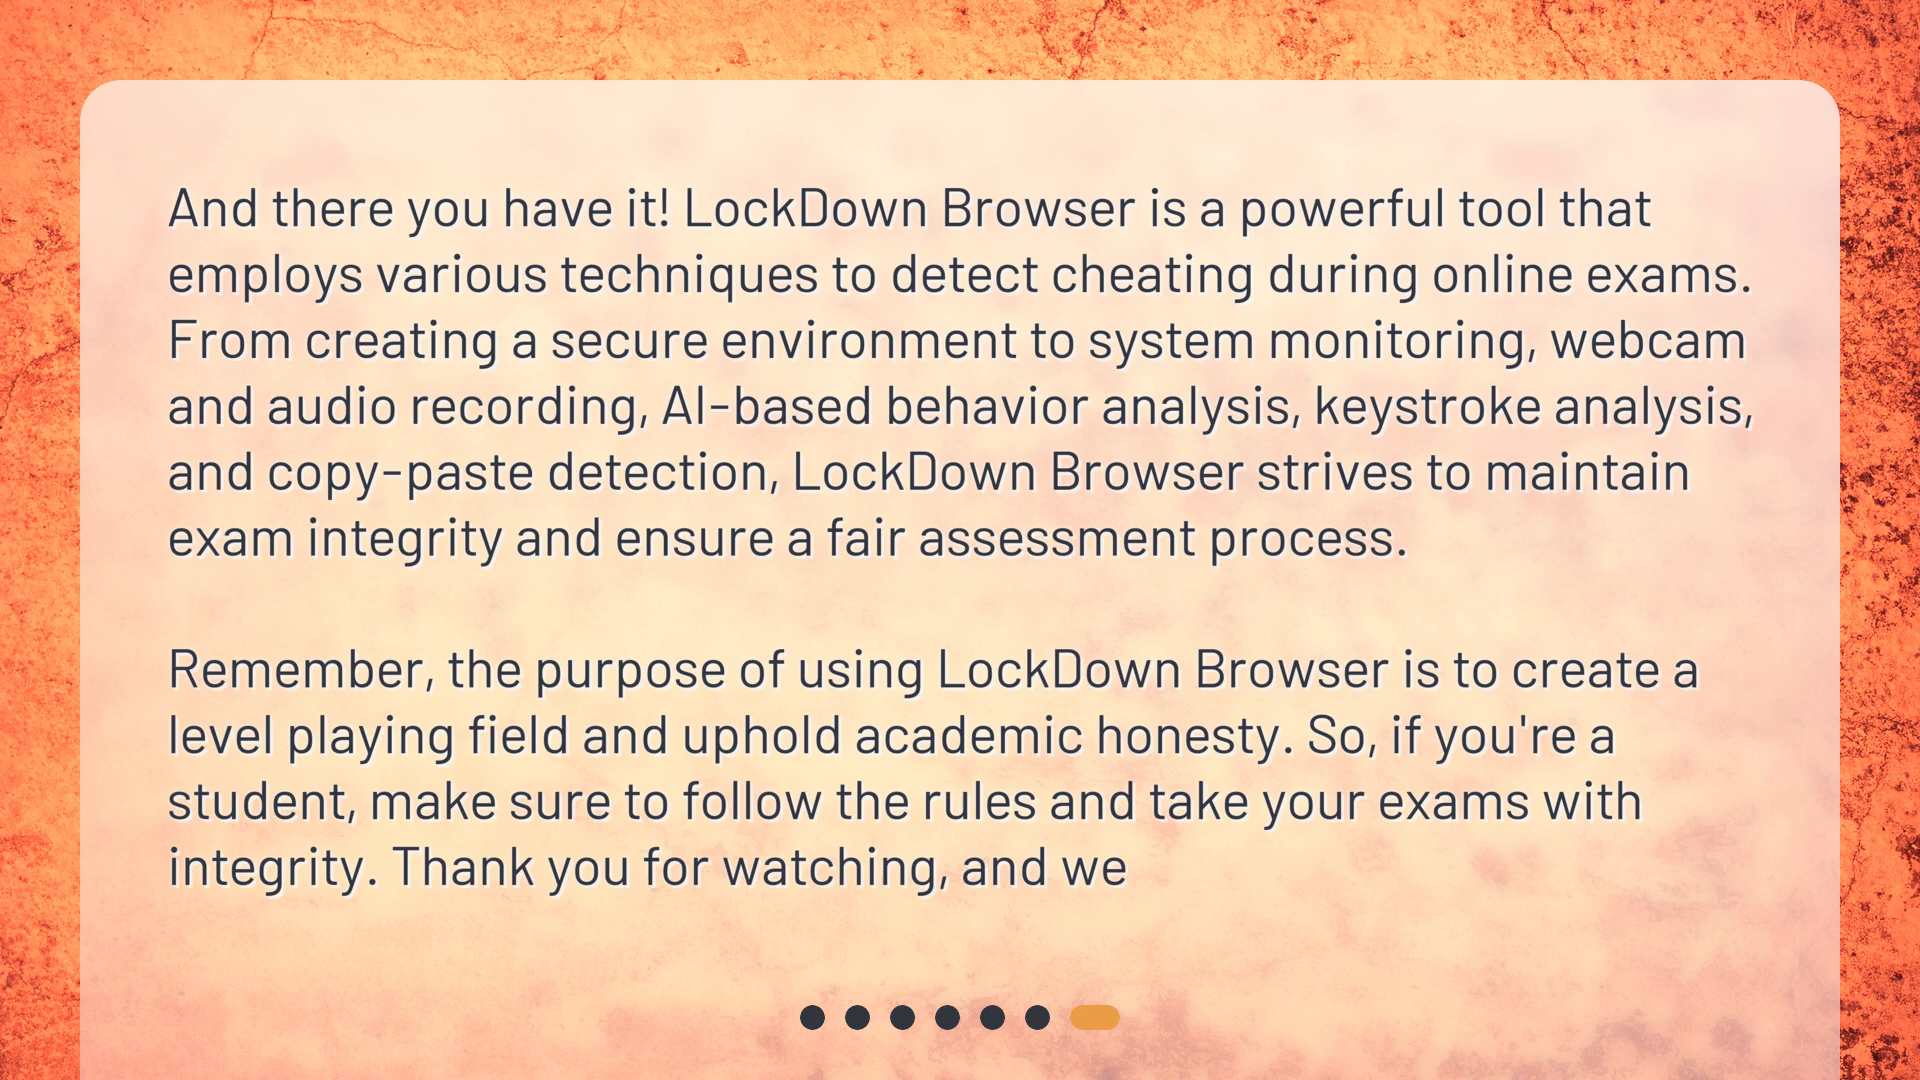 And there you have it! LockDown Browser is a powerful tool that
employs various techniques to detect cheating during online exams.
From creating a secure environment to system monitoring, webcam
and audio recording, AI-based behavior analysis, keystroke analysis,
and copy-paste detection, LockDown Browser strives to maintain
exam integrity and ensure a fair assessment process.
Remember, the purpose of using LockDown Browser is to create a
level playing field and uphold academic honesty. So, if you're a
student, make sure to follow the rules and take your exams with
integrity. Thank you for watching, and we